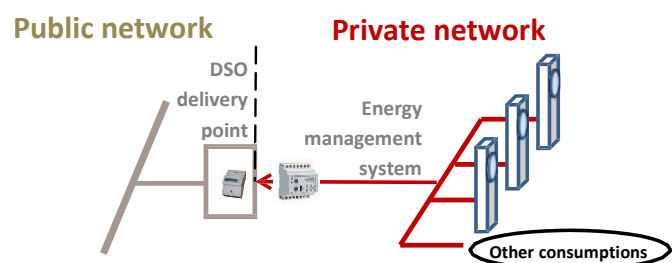 Public network
Private network
DSO
delivery
point
Energy
management
system
Other consumptions